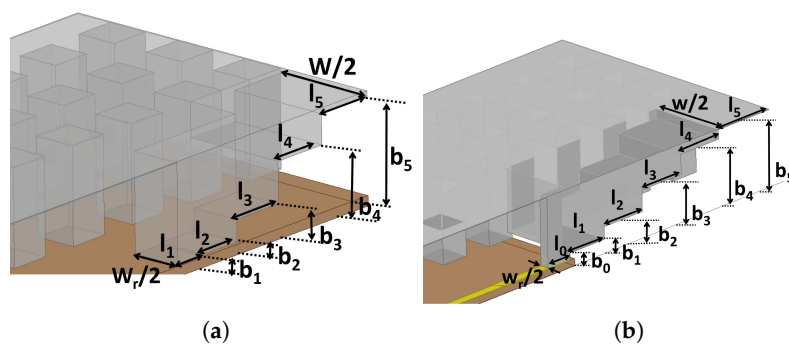 W/2
l₅
l₄
b₅
l₃
b₄
l₁
l₂
b₃
b₂
Wᵣ/2
b₁
(a)
w/2
l₅
l₄
l₃
b₅
l₂
b₄
l₁
b₃
l₀
b₂
b₁
b₀
wᵣ/2
(b)